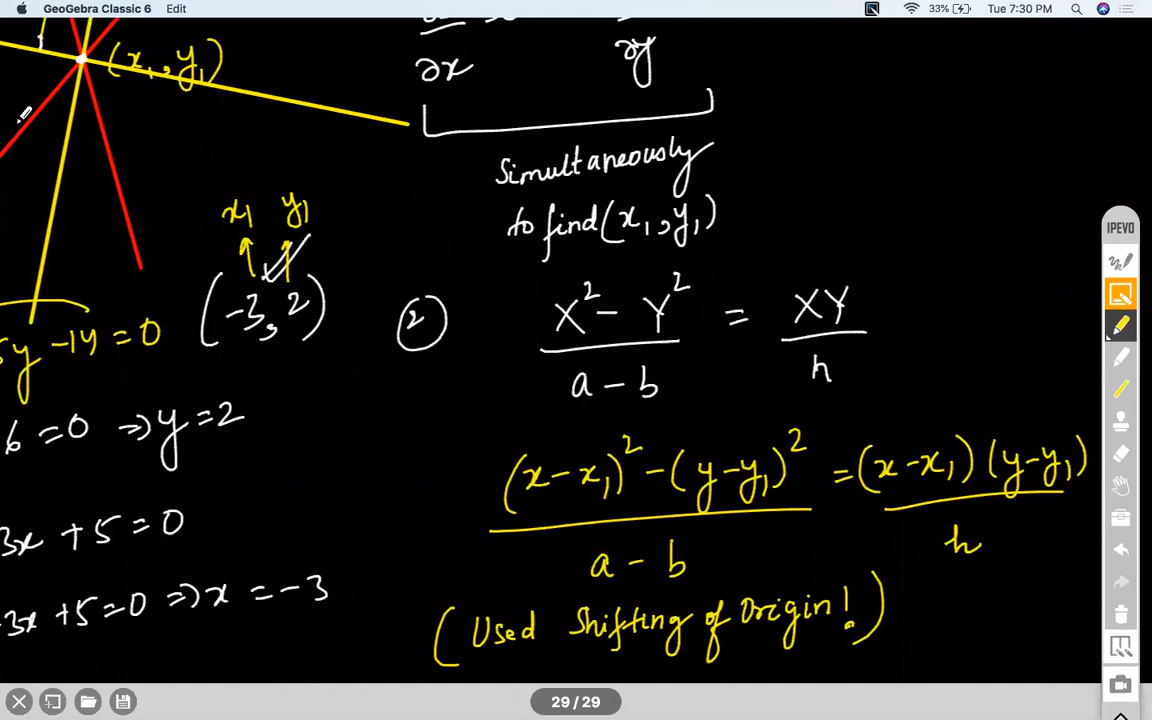 GeoGebra Classic 6 Edit 33% Tue 7:30 PM
(x₁, y₁)
∂x ∂y
Simultaneously
to find (x₁, y₁)
x₁ y₁
(-3, 2)
② X² - Y² / a - b = XY / h
5y - 14 = 0
6 = 0 ⇒ y = 2
(x - x₁)² - (y - y₁)² / a - b = (x - x₁)(y - y₁) / h
3x + 5 = 0
-3x + 5 = 0 ⇒ x = -3
(Used Shifting of Origin!)
IPEVO
29 / 29